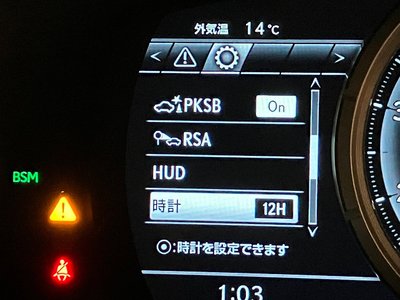 外気温 14℃
PKSB On
RSA
HUD
BSM
時計 12H
:時計を設定できます
1:03